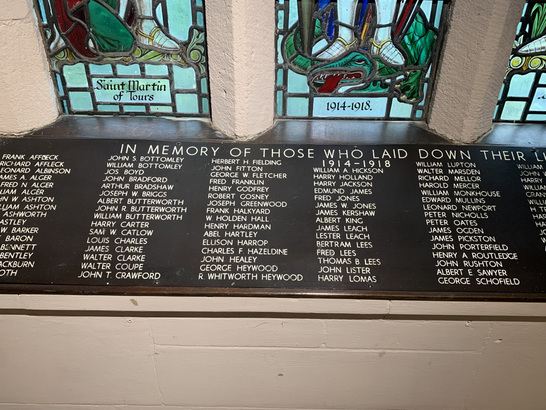 Saint Martin
of Tours
1914-1918.
IN MEMORY OF THOSE WHO LAID DOWN THEIR
1914-1918
FRANK AFFBECK
RICHARD AFFLECK
LEONARD ALBINSON
JAMES A. ALGER
FRED N. ALGER
W ASHTON
WILLIAM ASHTON
ASHWORTH
ASTLEY
W BARKER
BARON
BENNETT
BENTLEY
BLACKBURN
JOHN S. BOTTOMLEY
WILLIAM BOTTOMLEY
JOS BOYD
JOHN BRADFORD
ARTHUR BRADSHAW
JOSEPH W BRIGGS
ALBERT BUTTERWORTH
JOHN R BUTTERWORTH
WILLIAM BUTTERWORTH
HARRY CARTER
SAM W CATLOW
LOUIS CHARLES
JAMES CLARKE
WALTER CLARKE
WALTER COUPE
JOHN T. CRAWFORD
HERBERT H. FIELDING
JOHN FITTON
GEORGE W FLETCHER
FRED FRANKLIN
HENRY GODFREY
ROBERT GOSNEY
JOSEPH GREENWOOD
FRANK HALKYARD
W HOLDEN HALL
HENRY HARDMAN
ABEL HARTLEY
ELLISON HARROP
CHARLES F. HAZELDINE
JOHN HEALEY
GEORGE HEYWOOD
R. WHITWORTH HEYWOOD
WILLIAM A. HICKSON
HARRY HOLLAND
HARRY JACKSON
EDMUND JAMES
FRED JONES
JAMES W. JONES
JAMES KERSHAW
ALBERT KING
JAMES LEACH
LESTER LEACH
BERTRAM LEES
FRED LEES
THOMAS B LEES
JOHN LISTER
HARRY LOMAS
WILLIAM LUPTON
WALTER MARSDEN
RICHARD MELLOR
HAROLD MERCER
WILLIAM MONKHOUSE
EDWARD MULLINS
LEONARD NEWPORT
PETER NICHOLLS
PETER OATES
JAMES OGDEN
JAMES PICKSTON
JOHN PORTERFIELD
HENRY A ROUTLEDGE
JOHN RUSHTON
ALBERT E SAWYER
GEORGE SCHOFIELD